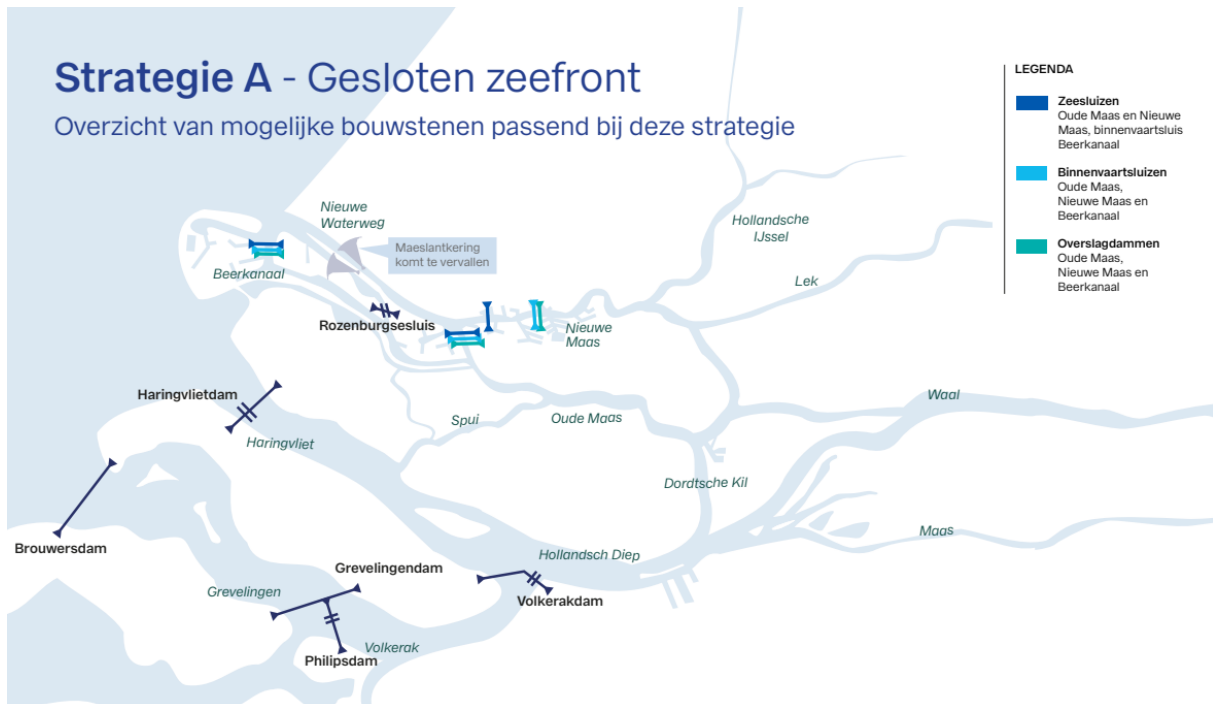 Strategie A - Gesloten zeefront
Overzicht van mogelijke bouwstenen passend bij deze strategie
LEGENDA
Zeesluizen
Oude Maas en Nieuwe
Maas, binnenvaartsluis
Beerkanaal
Binnenvaartsluizen
Oude Maas,
Nieuwe Maas en
Beerkanaal
Overslagdammen
Oude Maas,
Nieuwe Maas en
Beerkanaal
Nieuwe
Waterweg
Maeslantkering
komt te vervallen
Beerkanaal
Hollandsche
IJssel
Lek
Rozenburgsesluis
Nieuwe
Maas
Haringvlietdam
Haringvliet
Spui
Oude Maas
Waal
Dordtsche Kil
Maas
Brouwersdam
Hollandsch Diep
Grevelingendam
Grevelingen
Volkerakdam
Volkerak
Philipsdam